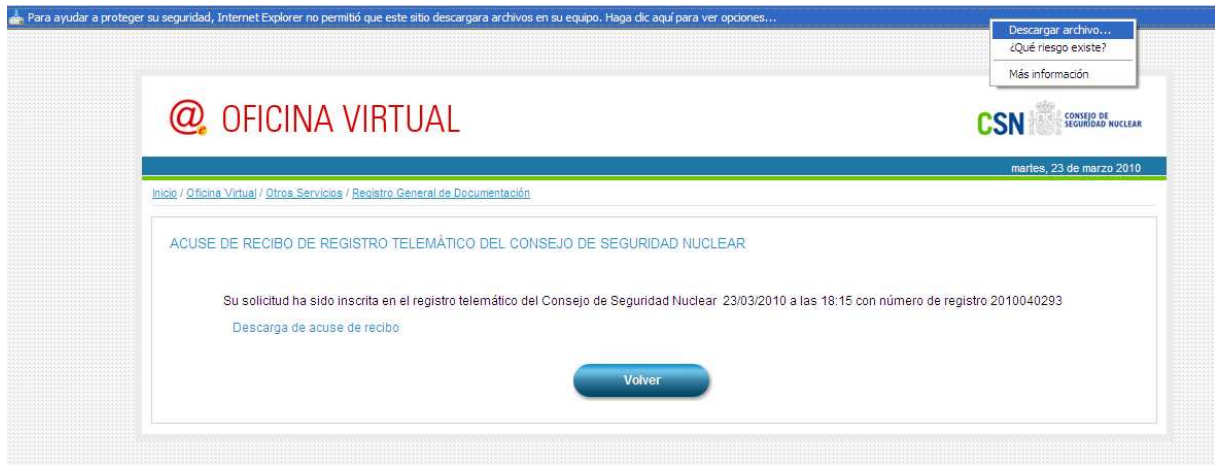 Para ayudar a proteger su seguridad, Internet Explorer no permitió que este sitio descargara archivos en su equipo. Haga clic aquí para ver opciones...
Descargar archivo...
¿Qué riesgo existe?
Más información
@e OFICINA VIRTUAL
CSN CONSEJO DE
SEGURIDAD NUCLEAR
martes, 23 de marzo 2010
Inicio / Oficina Virtual / Otros Servicios / Registro General de Documentación
ACUSE DE RECIBO DE REGISTRO TELEMÁTICO DEL CONSEJO DE SEGURIDAD NUCLEAR
Su solicitud ha sido inscrita en el registro telemático del Consejo de Seguridad Nuclear 23/03/2010 a las 18:15 con número de registro 2010040293
Descarga de acuse de recibo
Volver